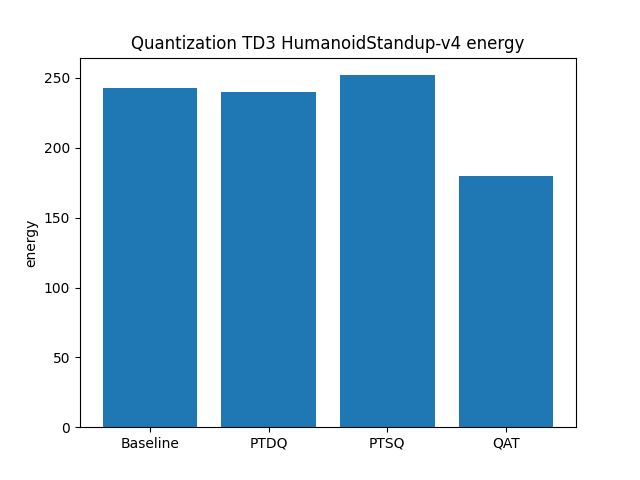 Quantization TD3 HumanoidStandup-v4 energy
250
200
150
100
50
0
energy
Baseline PTDQ PTSQ QAT